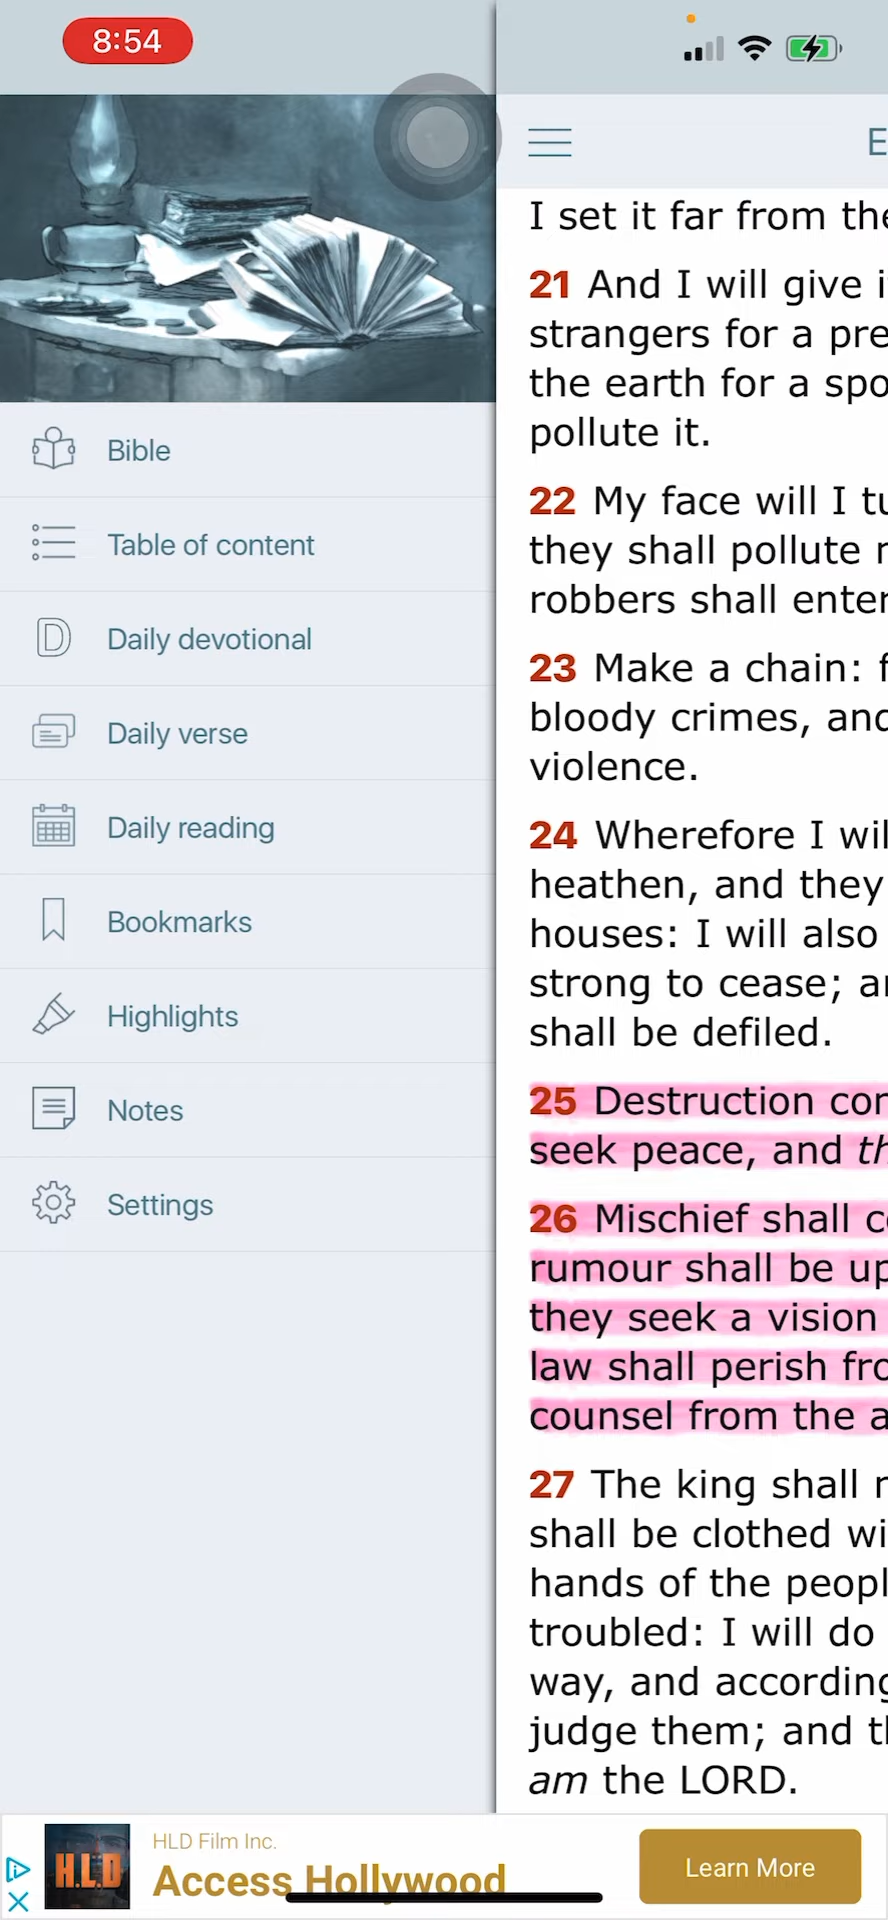 8:54
Bible
Table of content
Daily devotional
Daily verse
Daily reading
Bookmarks
Highlights
Notes
Settings
E
I set it far from the
21 And I will give i
strangers for a pre
the earth for a spo
pollute it.
22 My face will I tu
they shall pollute
robbers shall enter
23 Make a chain: f
bloody crimes, and
violence.
24 Wherefore I wil
heathen, and they
houses: I will also
strong to cease; a
shall be defiled.
25 Destruction con
seek peace, and th
26 Mischief shall c
rumour shall be up
they seek a vision
law shall perish fro
counsel from the a
27 The king shall
shall be clothed wi
hands of the peopl
troubled: I will do
way, and according
judge them; and t
am the LORD.
HLD Film Inc.
H.L.D
Access Hollywood
Learn More